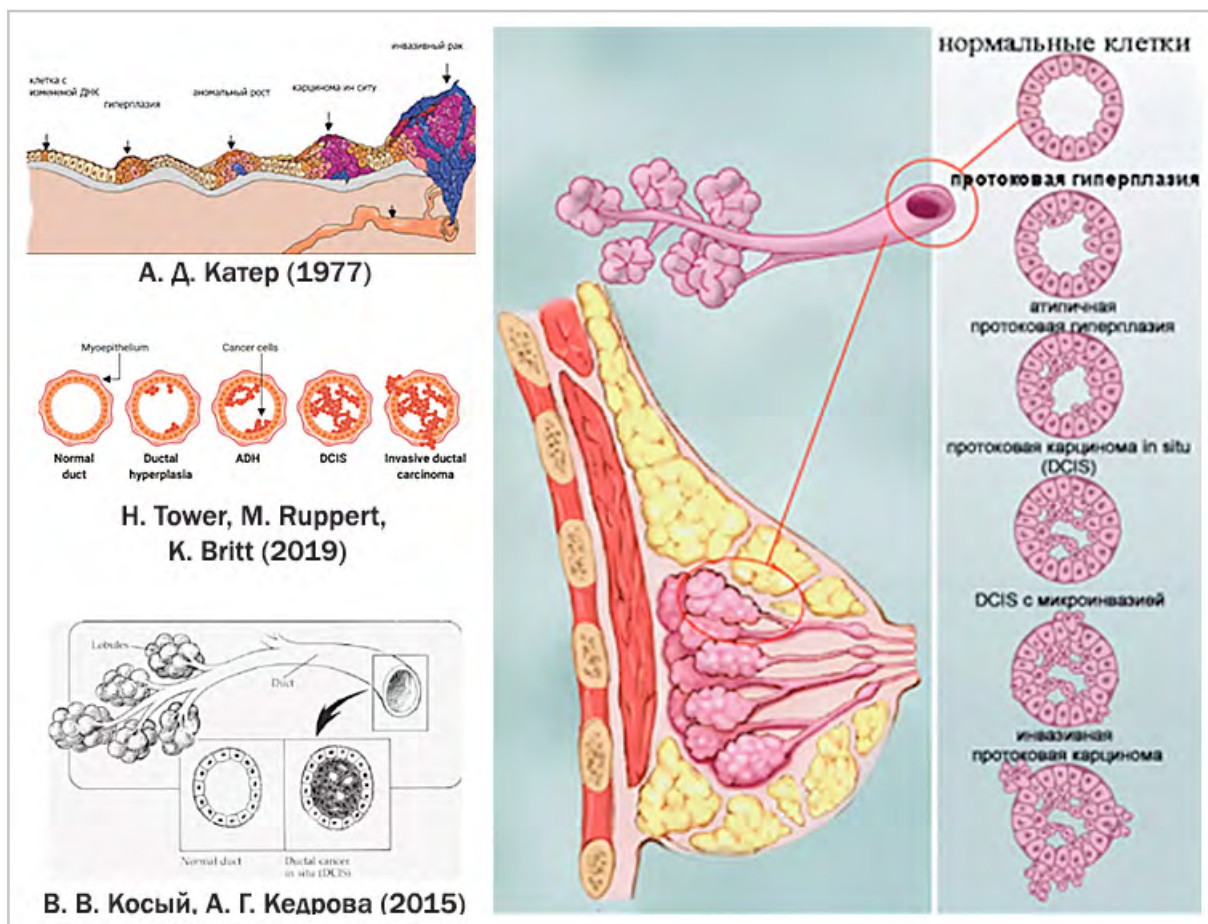 инвазивный рак
карцинома ин ситу
клетка с
измененой ДНК
аномальный рост
гиперплазия
А. Д. Катер (1977)
Myoepithelium
Cancer cells
Normal
duct
Ductal
hyperplasia
ADH
DCIS
Invasive ductal
carcinoma
H. Tower, M. Ruppert,
K. Britt (2019)
Lobules
Duct
Normal duct
Ductal cancer
in situ (DCIS)
В. В. Косый, А. Г. Кедрова (2015)
нормальные клетки
протоковая гиперплазия
атипичная
протоковая гиперплазия
протоковая карцинома in situ
(DCIS)
DCIS с микроинвазией
инвазивная
протоковая карцинома